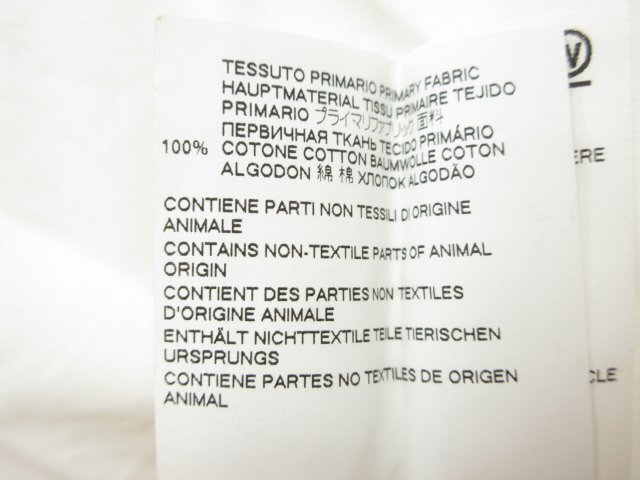 TESSUTO PRIMARIO PRIMARY FABRIC
HAUPTMATERIAL TISSU PRIMAIRE TEJIDO
PRIMARIO プライマリファブリック 面料
ПЕРВИЧНАЯ ТКАНЬ TECIDO PRIMÁRIO
100% COTONE COTTON BAUMWOLLE COTON
ALGODON 綿 棉 ХЛОПОК ALGODÃO
CONTIENE PARTI NON TESSILI D'ORIGINE
ANIMALE
CONTAINS NON-TEXTILE PARTS OF ANIMAL
ORIGIN
CONTIENT DES PARTIES NON TEXTILES
D'ORIGINE ANIMALE
ENTHÄLT NICHTTEXTILE TEILE TIERISCHEN
URSPRUNGS
CONTIENE PARTES NO TEXTILES DE ORIGEN
ANIMAL
W
ERE
CLE